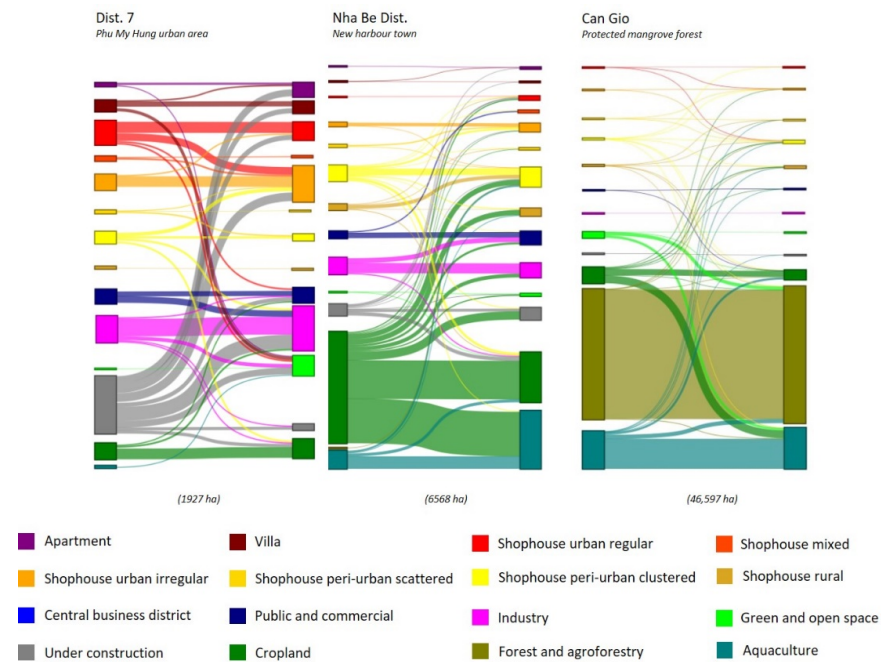 Dist. 7
Phu My Hung urban area
Nha Be Dist.
New harbour town
Can Gio
Protected mangrove forest
(1927 ha)
(6568 ha)
(46,597 ha)
Apartment
Villa
Shophouse urban regular
Shophouse mixed
Shophouse urban irregular
Shophouse peri-urban scattered
Shophouse peri-urban clustered
Shophouse rural
Central business district
Public and commercial
Industry
Green and open space
Under construction
Cropland
Forest and agroforestry
Aquaculture